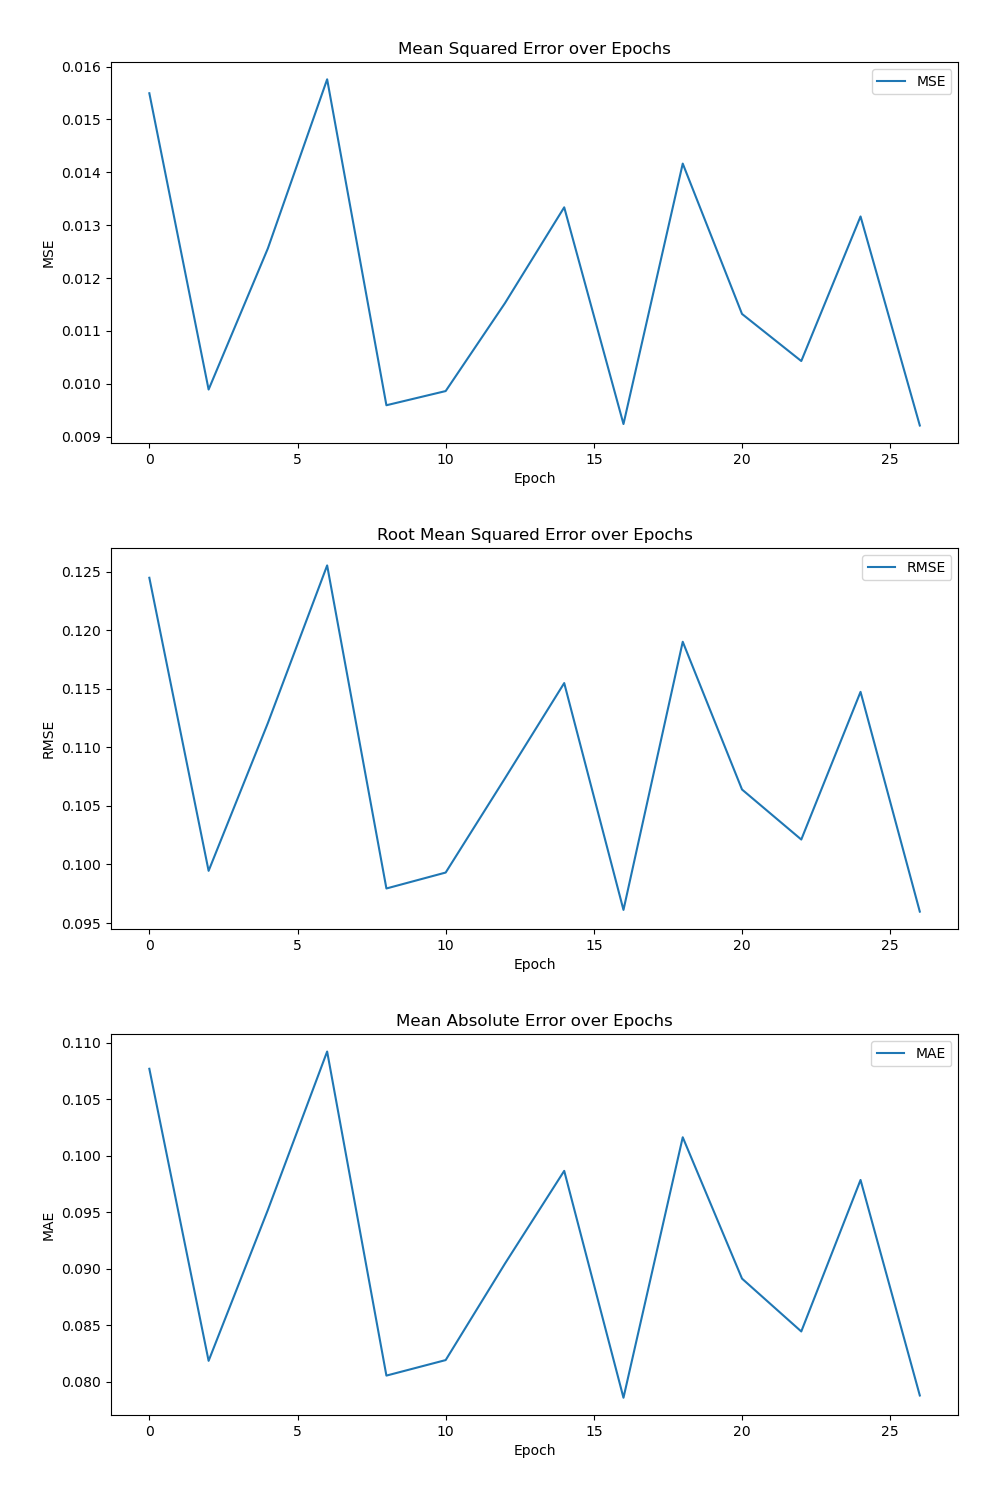 Mean Squared Error over Epochs
0.016
MSE
0.015
0.014
0.013
MSE
0.012
0.011
0.010
0.009
0 5 10 15 20 25
Epoch
Root Mean Squared Error over Epochs
0.125
RMSE
0.120
0.115
0.110
RMSE
0.105
0.100
0.095
0 5 10 15 20 25
Epoch
Mean Absolute Error over Epochs
0.110
MAE
0.105
0.100
0.095
MAE
0.090
0.085
0.080
0 5 10 15 20 25
Epoch